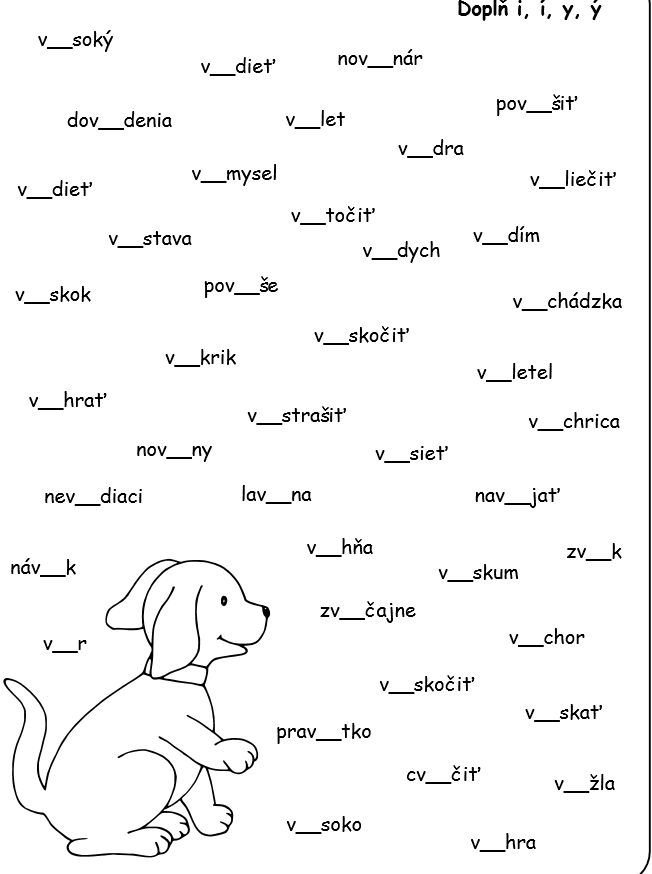 Doplň i, í, y, ý
v__soký
v__dieť
nov__nár
dov__denia
v__let
pov__šiť
v__dra
v__dieť
v__mysel
v__liečiť
v__točiť
v__stava
v__dych
v__dím
v__skok
pov__še
v__chádzka
v__skočiť
v__krik
v__letel
v__hrať
v__strašiť
v__chrica
nov__ny
v__sieť
nev__diaci
lav__na
nav__jať
v__hňa
zv__k
náv__k
v__skum
zv__čajne
v__r
v__chor
v__skočiť
v__skať
prav__tko
cv__čiť
v__žla
v__soko
v__hra